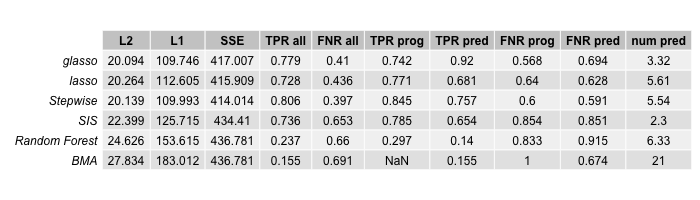 L2 L1 SSE TPR all FNR all TPR prog TPR pred FNR prog FNR pred num pred
glasso 20.094 109.746 417.007 0.779 0.41 0.742 0.92 0.568 0.694 3.32
lasso 20.264 112.605 415.909 0.728 0.436 0.771 0.681 0.64 0.628 5.61
Stepwise 20.139 109.993 414.014 0.806 0.397 0.845 0.757 0.6 0.591 5.54
SIS 22.399 125.715 434.41 0.736 0.653 0.785 0.654 0.854 0.851 2.3
Random Forest 24.626 153.615 436.781 0.237 0.66 0.297 0.14 0.833 0.915 6.33
BMA 27.834 183.012 436.781 0.155 0.691 NaN 0.155 1 0.674 21